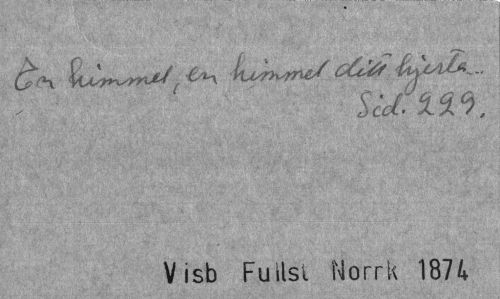 En himmel, en himmel ditt hjerta..
Sid. 229.
Visb Fullst Norrk 1874